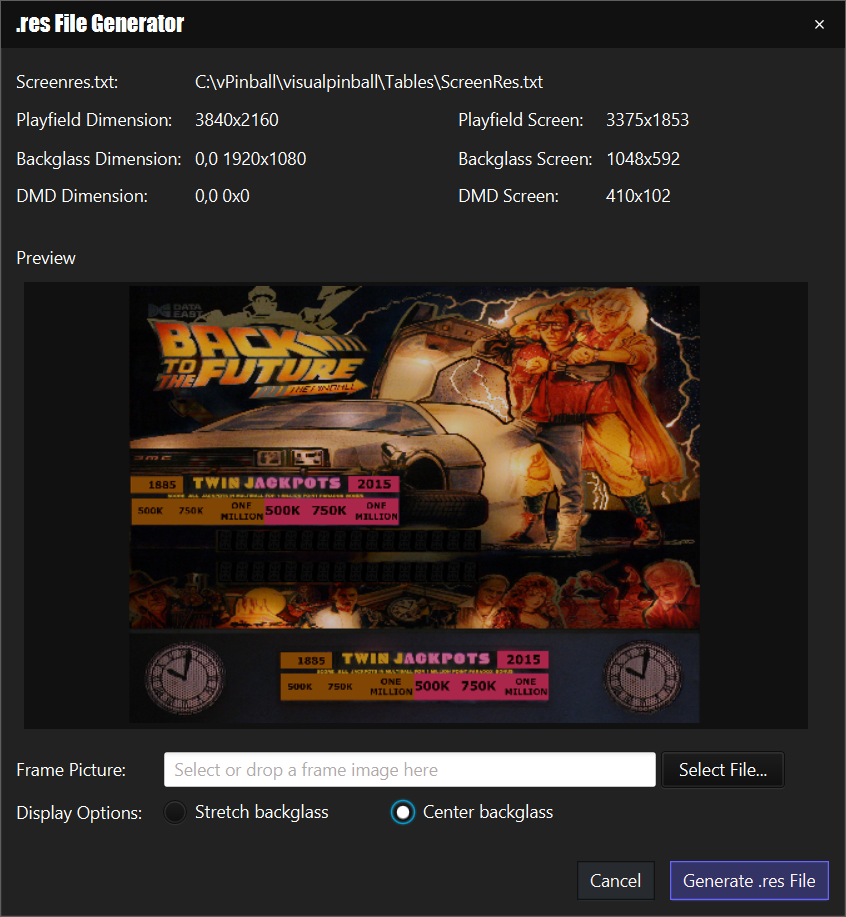 .res File Generator
Screenres.txt: C:\vPinball\visualpinball\Tables\ScreenRes.txt
Playfield Dimension: 3840x2160 Playfield Screen: 3375x1853
Backglass Dimension: 0,0 1920x1080 Backglass Screen: 1048x592
DMD Dimension: 0,0 0x0 DMD Screen: 410x102
Preview
DATA EAST
BACK
TO THE FUTURE
THE PINBALL
1885 TWIN JACKPOTS 2015
500K 750K ONE MILLION 500K 750K ONE MILLION
1885 TWIN JACKPOTS 2015
500K 750K ONE MILLION 500K 750K ONE MILLION
Frame Picture: Select or drop a frame image here Select File...
Display Options: Stretch backglass Center backglass
Cancel Generate .res File